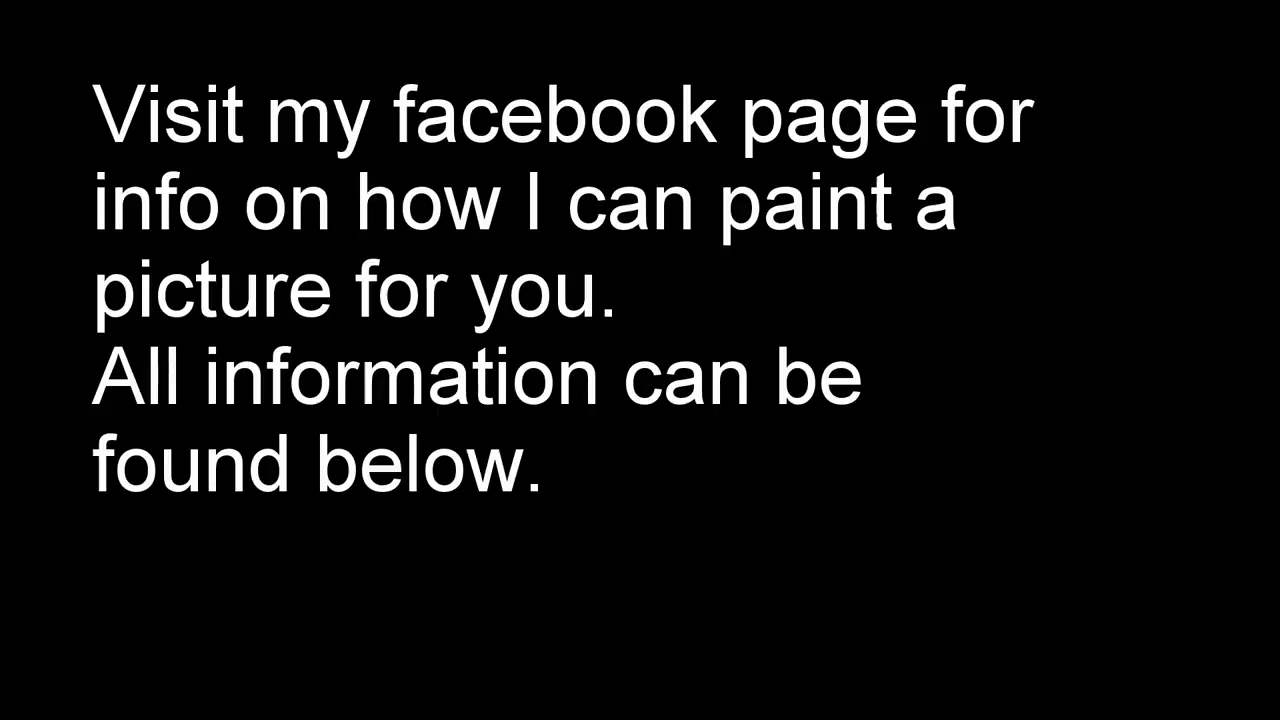 Visit my facebook page for
info on how I can paint a
picture for you.
All information can be
found below.